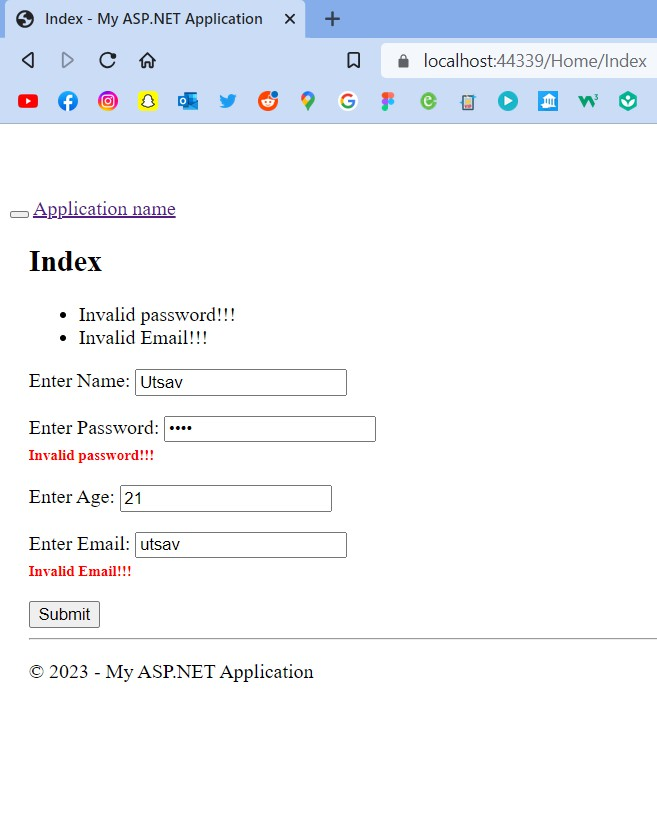 Index - My ASP.NET Application
localhost:44339/Home/Index
Application name
Index
Invalid password!!!
Invalid Email!!!
Enter Name: Utsav
Enter Password: ••••
Invalid password!!!
Enter Age: 21
Enter Email: utsav
Invalid Email!!!
Submit
© 2023 - My ASP.NET Application